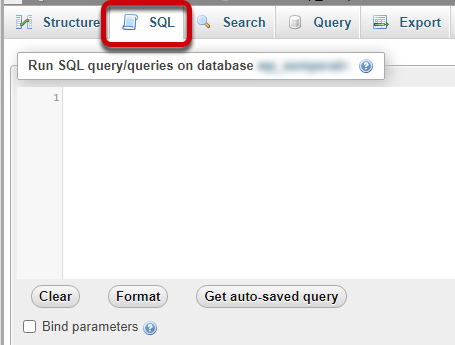 Structure SQL Search Query Export
Run SQL query/queries on database
1
Clear Format Get auto-saved query
Bind parameters